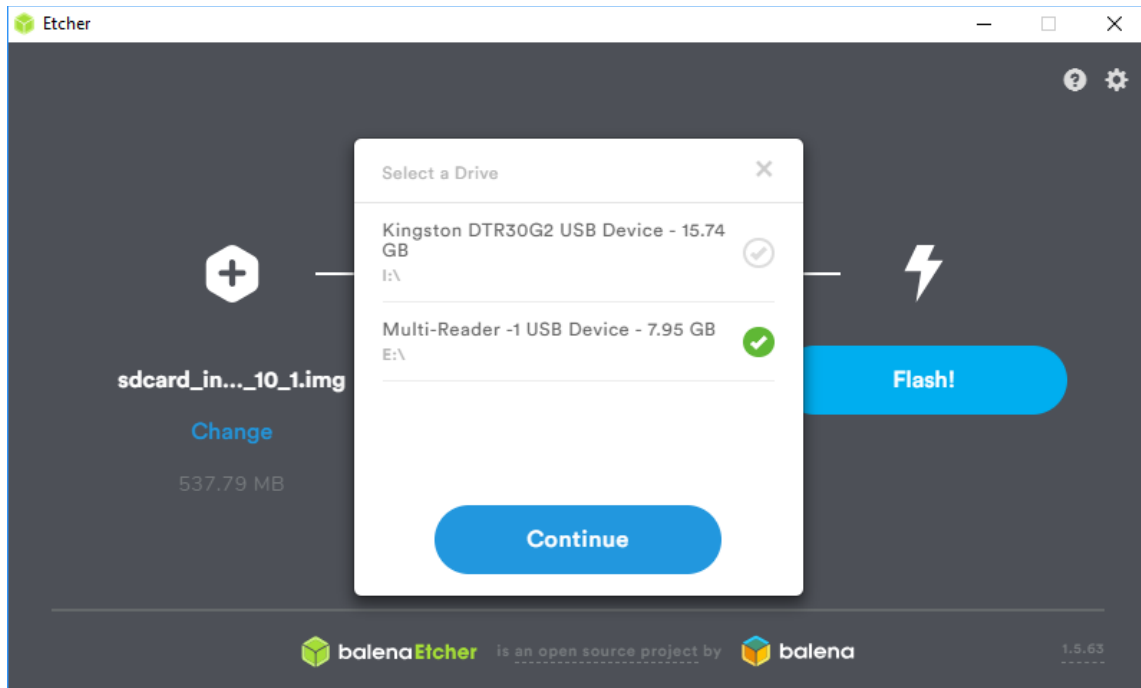 Etcher
Select a Drive
Kingston DTR30G2 USB Device - 15.74
GB
I:\
Multi-Reader -1 USB Device - 7.95 GB
E:\
sdcard_in..._10_1.img
Change
537.79 MB
Flash!
Continue
balenaEtcher is an open source project by balena
1.5.63